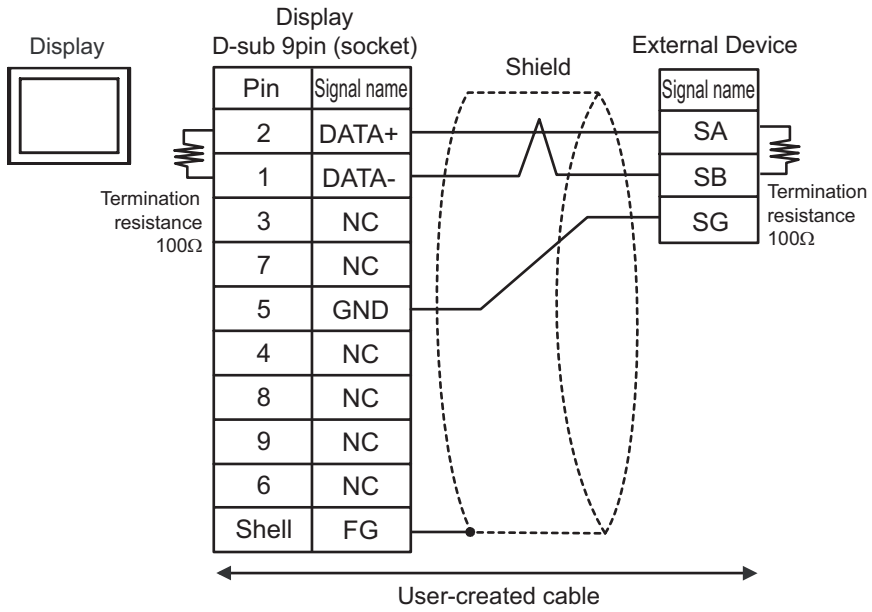 Display
Display
D-sub 9pin (socket)
Shield
External Device
Pin Signal name
2 DATA+
1 DATA-
3 NC
7 NC
5 GND
4 NC
8 NC
9 NC
6 NC
Shell FG
Termination
resistance
100Ω
Signal name
SA
SB
SG
Termination
resistance
100Ω
User-created cable